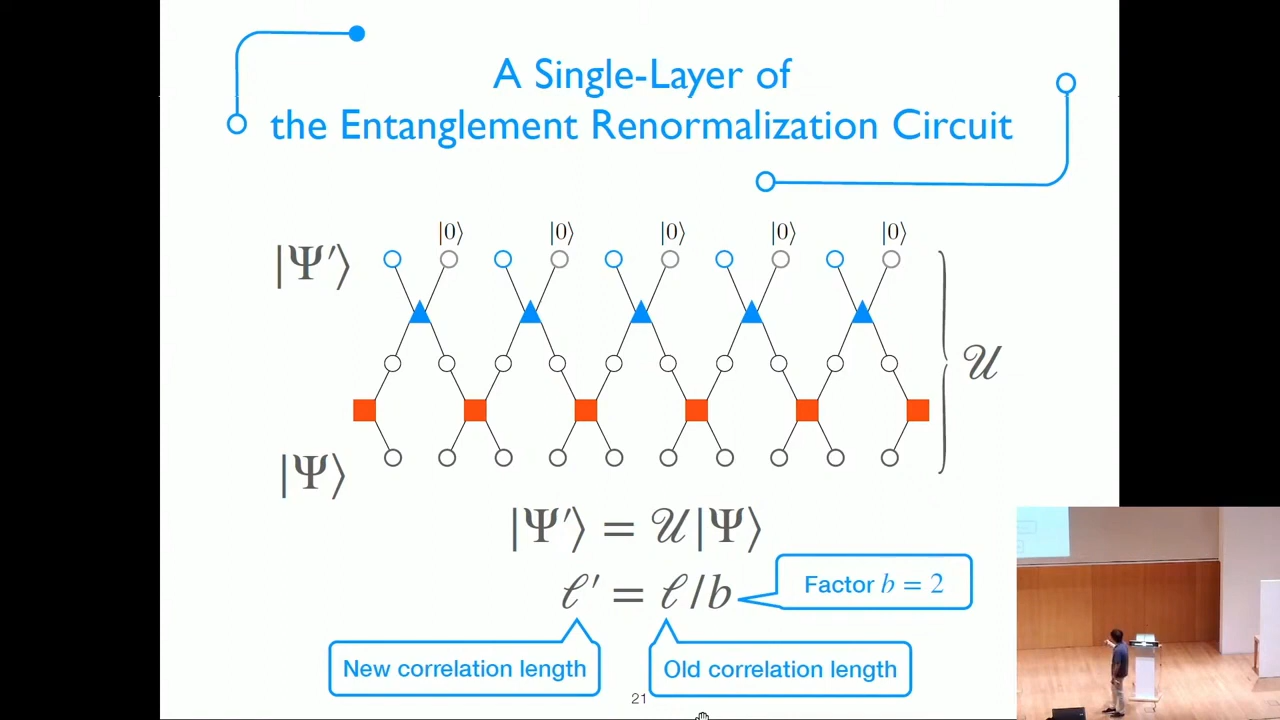 A Single-Layer of
the Entanglement Renormalization Circuit
|0⟩ |0⟩ |0⟩ |0⟩ |0⟩
|Ψ′⟩
𝒰
|Ψ⟩
|Ψ′⟩ = 𝒰|Ψ⟩
ℓ′ = ℓ/b
Factor b = 2
New correlation length
Old correlation length
21